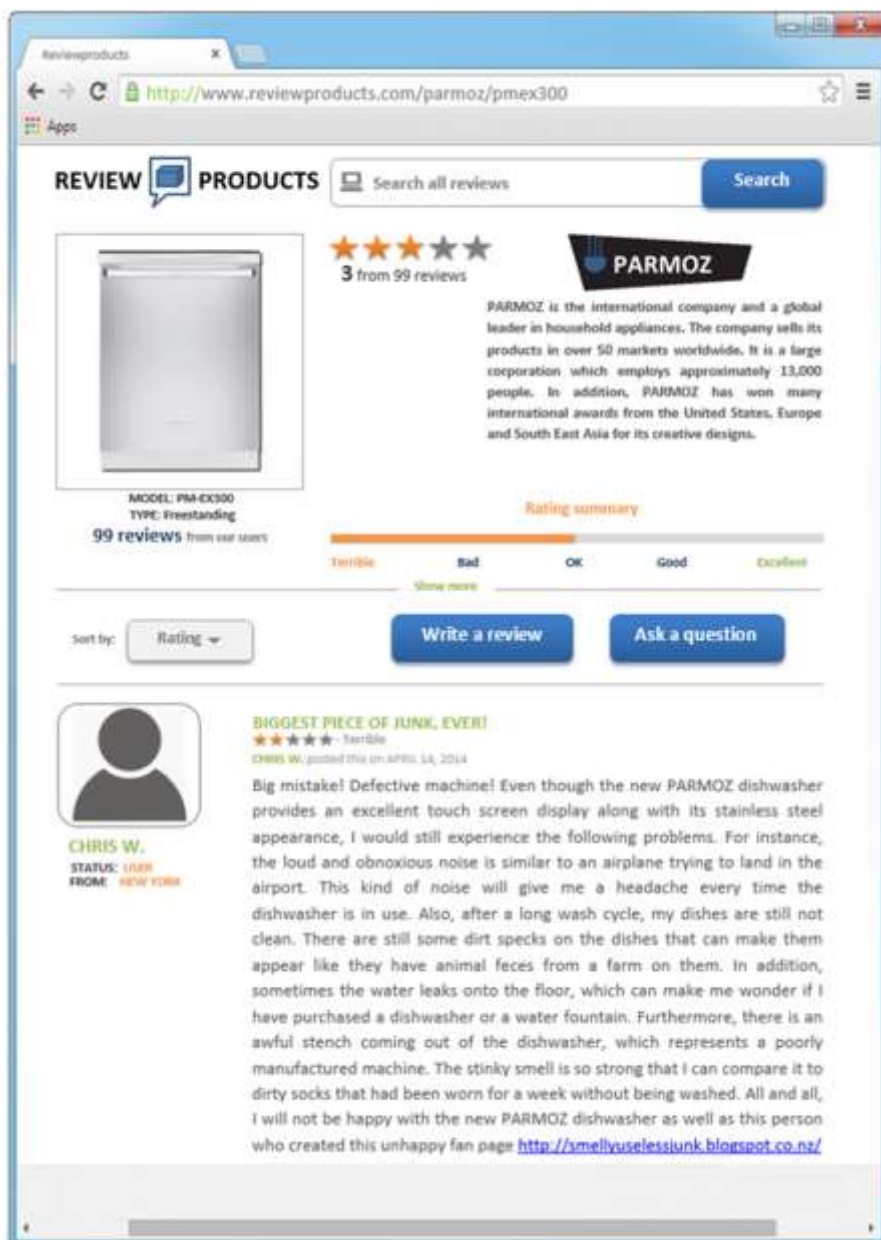 Reviewproducts
http://www.reviewproducts.com/parmoz/pmex300
Apps
REVIEW PRODUCTS
Search all reviews
Search
3 from 99 reviews
PARMOZ
PARMOZ is the international company and a global
leader in household appliances. The company sells its
products in over 50 markets worldwide. It is a large
corporation which employs approximately 13,000
people. In addition, PARMOZ has won many
international awards from the United States, Europe
and South East Asia for its creative designs.
MODEL: PM-EX300
TYPE: Freestanding
99 reviews from our users
Rating summary
Terrible Bad OK Good Excellent
Show more
Sort by:
Rating
Write a review
Ask a question
BIGGEST PIECE OF JUNK, EVER!
- Terrible
CHRIS W. posted this on APRIL 14, 2014
CHRIS W.
STATUS: USER
FROM: NEW YORK
Big mistake! Defective machine! Even though the new PARMOZ dishwasher
provides an excellent touch screen display along with its stainless steel
appearance, I would still experience the following problems. For instance,
the loud and obnoxious noise is similar to an airplane trying to land in the
airport. This kind of noise will give me a headache every time the
dishwasher is in use. Also, after a long wash cycle, my dishes are still not
clean. There are still some dirt specks on the dishes that can make them
appear like they have animal feces from a farm on them. In addition,
sometimes the water leaks onto the floor, which can make me wonder if I
have purchased a dishwasher or a water fountain. Furthermore, there is an
awful stench coming out of the dishwasher, which represents a poorly
manufactured machine. The stinky smell is so strong that I can compare it to
dirty socks that had been worn for a week without being washed. All and all,
I will not be happy with the new PARMOZ dishwasher as well as this person
who created this unhappy fan page http://smellyuselessjunk.blogspot.co.nz/